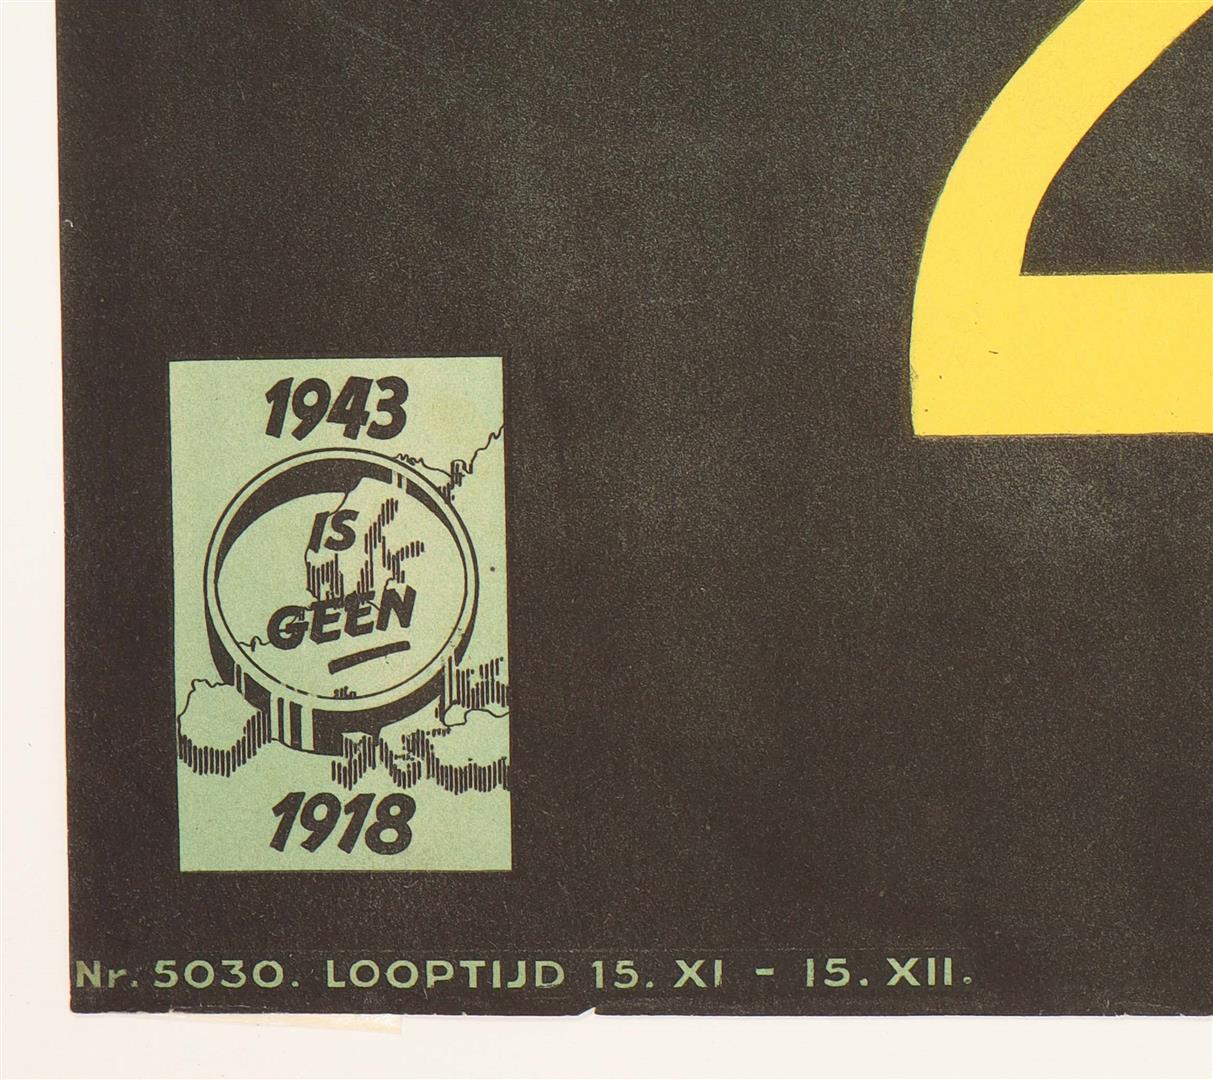 1943
IS
GEEN
1918
Nr. 5030. LOOPTIJD 15. XI - 15. XII.